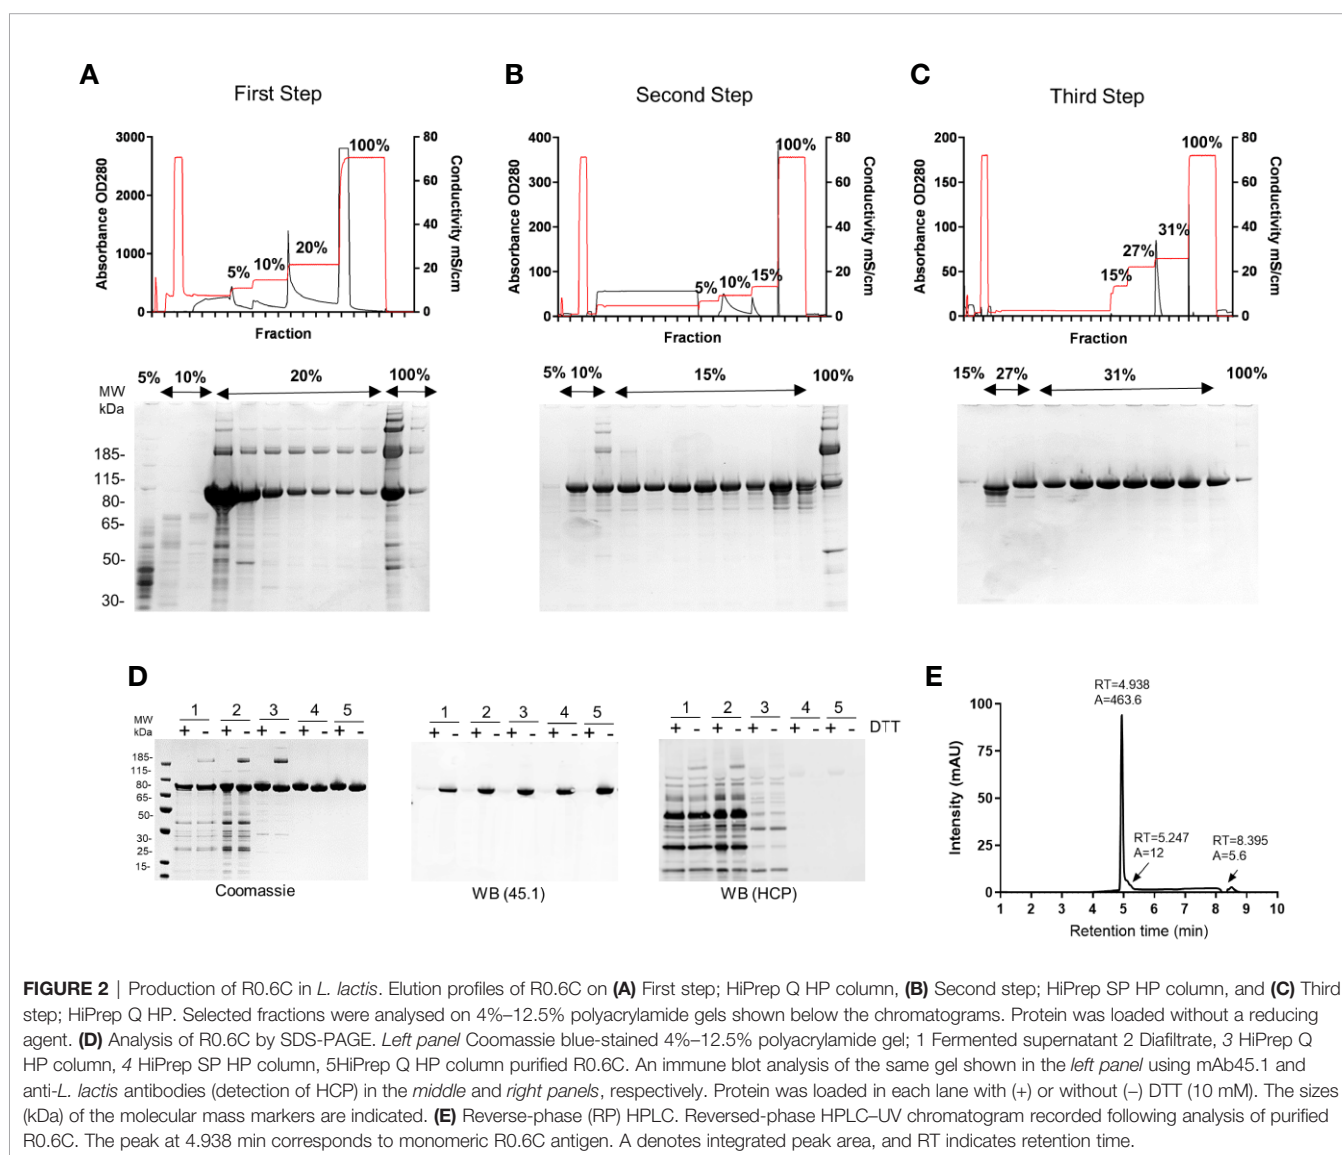 A
First Step
3000
2000
1000
0
80
60
40
20
0
Absorbance OD280
Conductivity mS/cm
5%
10%
20%
100%
Fraction
B
Second Step
400
300
200
100
0
80
60
40
20
0
Absorbance OD280
Conductivity mS/cm
5%
10%
15%
100%
Fraction
C
Third Step
200
150
100
50
0
80
60
40
20
0
Absorbance OD280
Conductivity mS/cm
15%
27%
31%
100%
Fraction
MW
kDa
5% 10% 20% 100%
185-
115-
80-
65-
50-
30-
5% 10% 15% 100%
15% 27% 31% 100%
D
MW
kDa
1 2 3 4 5
+ - + - + - + - + -
185-
115-
80-
65-
50-
30-
25-
15-
Coomassie
1 2 3 4 5
+ - + - + - + - + -
WB (45.1)
1 2 3 4 5
+ - + - + - + - + - DTT
WB (HCP)
E
RT=4.938
A=463.6
RT=5.247
A=12
RT=8.395
A=5.6
100
75
50
25
0
Intensity (mAU)
1 2 3 4 5 6 7 8 9 10
Retention time (min)
FIGURE 2 | Production of R0.6C in L. lactis. Elution profiles of R0.6C on (A) First step; HiPrep Q HP column, (B) Second step; HiPrep SP HP column, and (C) Third
step; HiPrep Q HP. Selected fractions were analysed on 4%–12.5% polyacrylamide gels shown below the chromatograms. Protein was loaded without a reducing
agent. (D) Analysis of R0.6C by SDS-PAGE. Left panel Coomassie blue-stained 4%–12.5% polyacrylamide gel; 1 Fermented supernatant 2 Diafiltrate, 3 HiPrep Q
HP column, 4 HiPrep SP HP column, 5HiPrep Q HP column purified R0.6C. An immune blot analysis of the same gel shown in the left panel using mAb45.1 and
anti-L. lactis antibodies (detection of HCP) in the middle and right panels, respectively. Protein was loaded in each lane with (+) or without (–) DTT (10 mM). The sizes
(kDa) of the molecular mass markers are indicated. (E) Reverse-phase (RP) HPLC. Reversed-phase HPLC–UV chromatogram recorded following analysis of purified
R0.6C. The peak at 4.938 min corresponds to monomeric R0.6C antigen. A denotes integrated peak area, and RT indicates retention time.